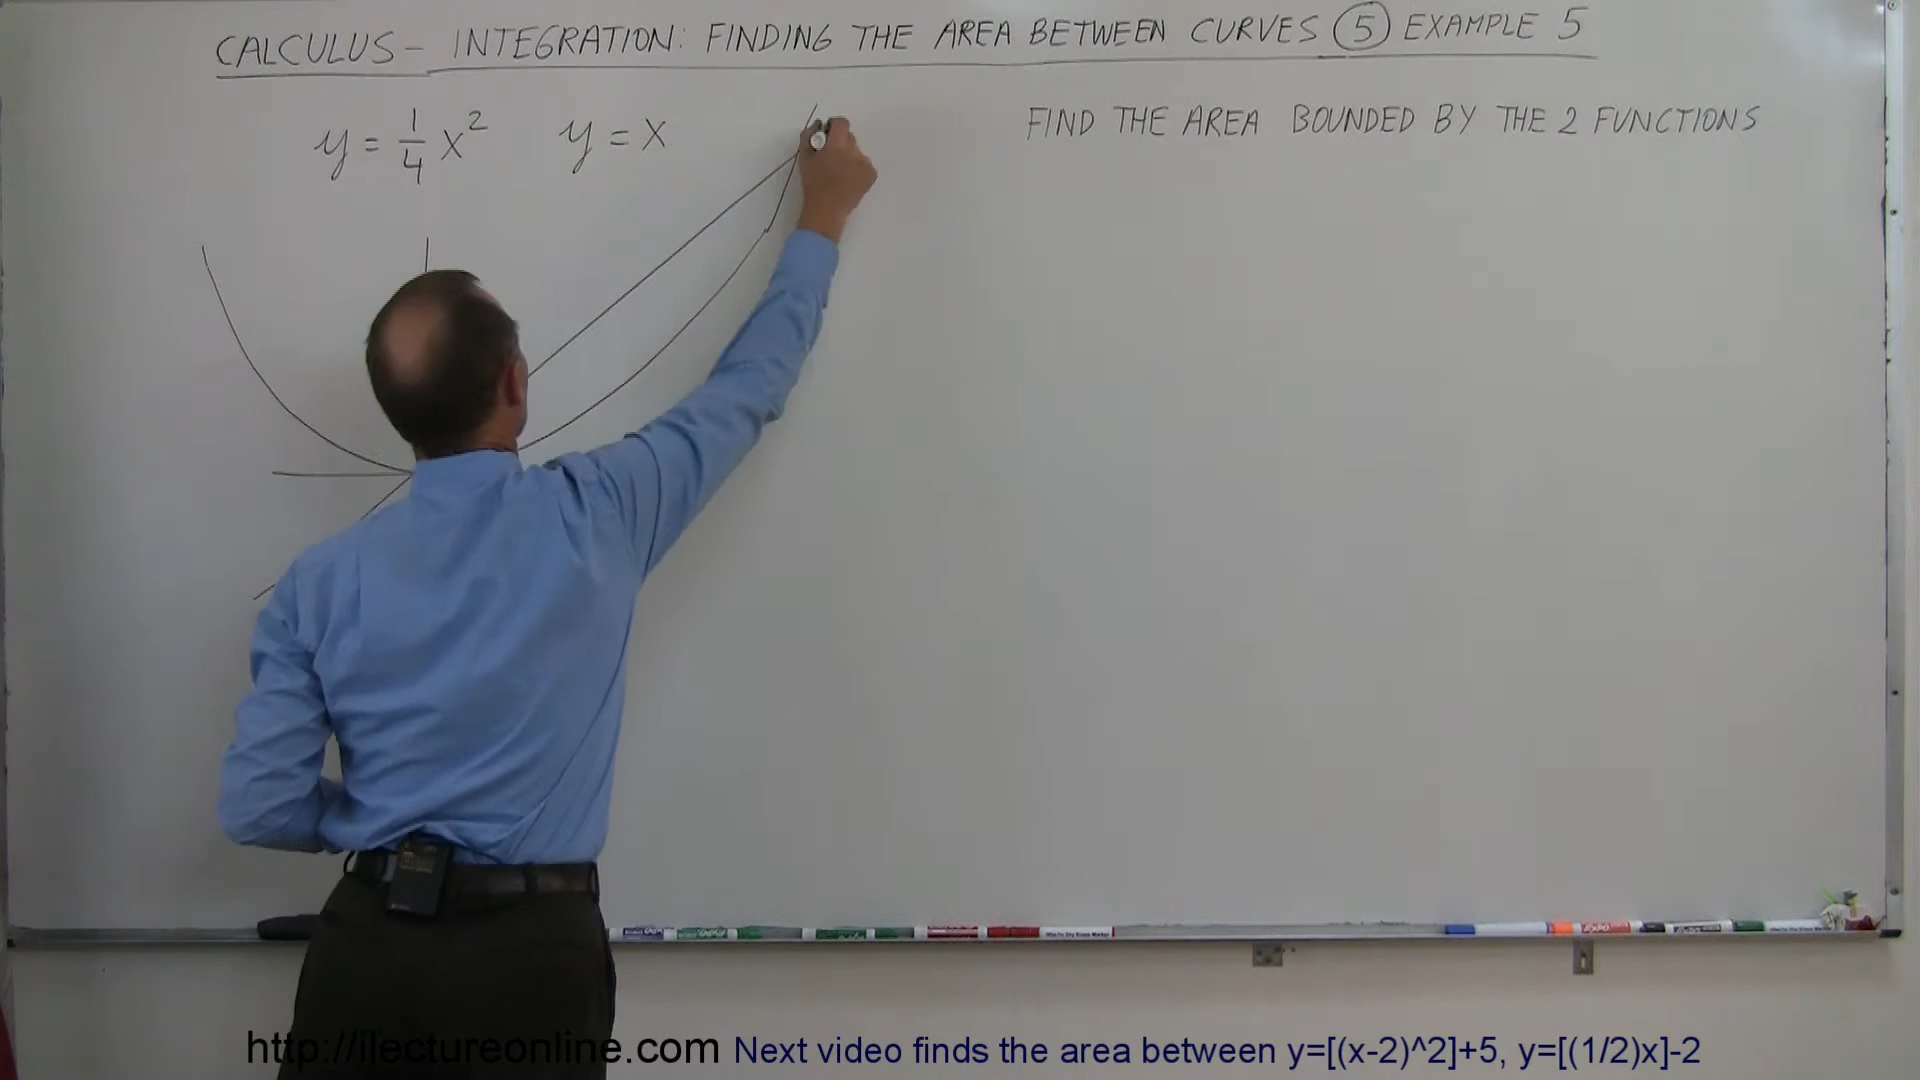 CALCULUS – INTEGRATION: FINDING THE AREA BETWEEN CURVES 5 EXAMPLE 5
y = 1/4 x² y = x
FIND THE AREA BOUNDED BY THE 2 FUNCTIONS
http://ilectureonline.com Next video finds the area between y=[(x-2)^2]+5, y=[(1/2)x]-2